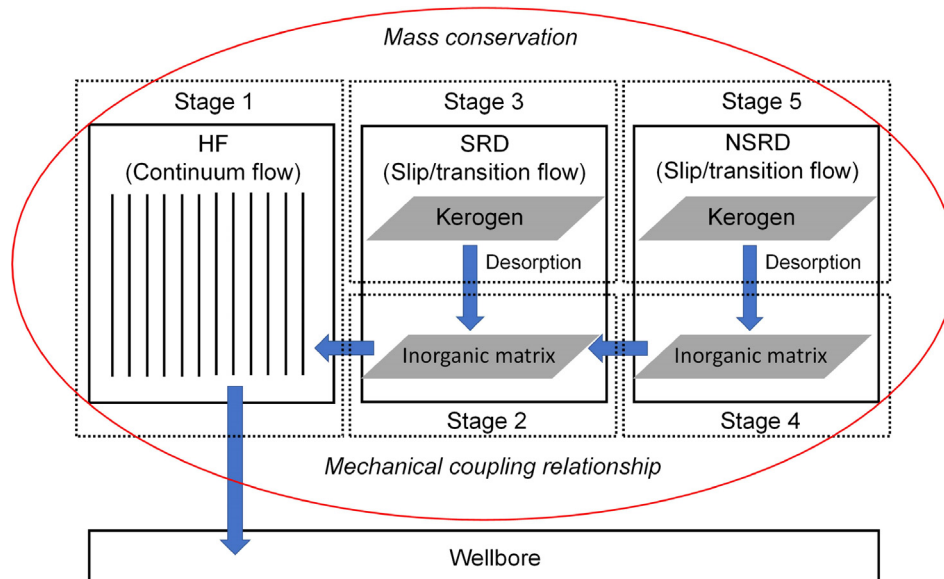 Mass conservation
Stage 1
Stage 3
Stage 5
HF
(Continuum flow)
SRD
(Slip/transition flow)
NSRD
(Slip/transition flow)
Kerogen
Kerogen
Desorption
Desorption
Inorganic matrix
Inorganic matrix
Stage 2
Stage 4
Mechanical coupling relationship
Wellbore